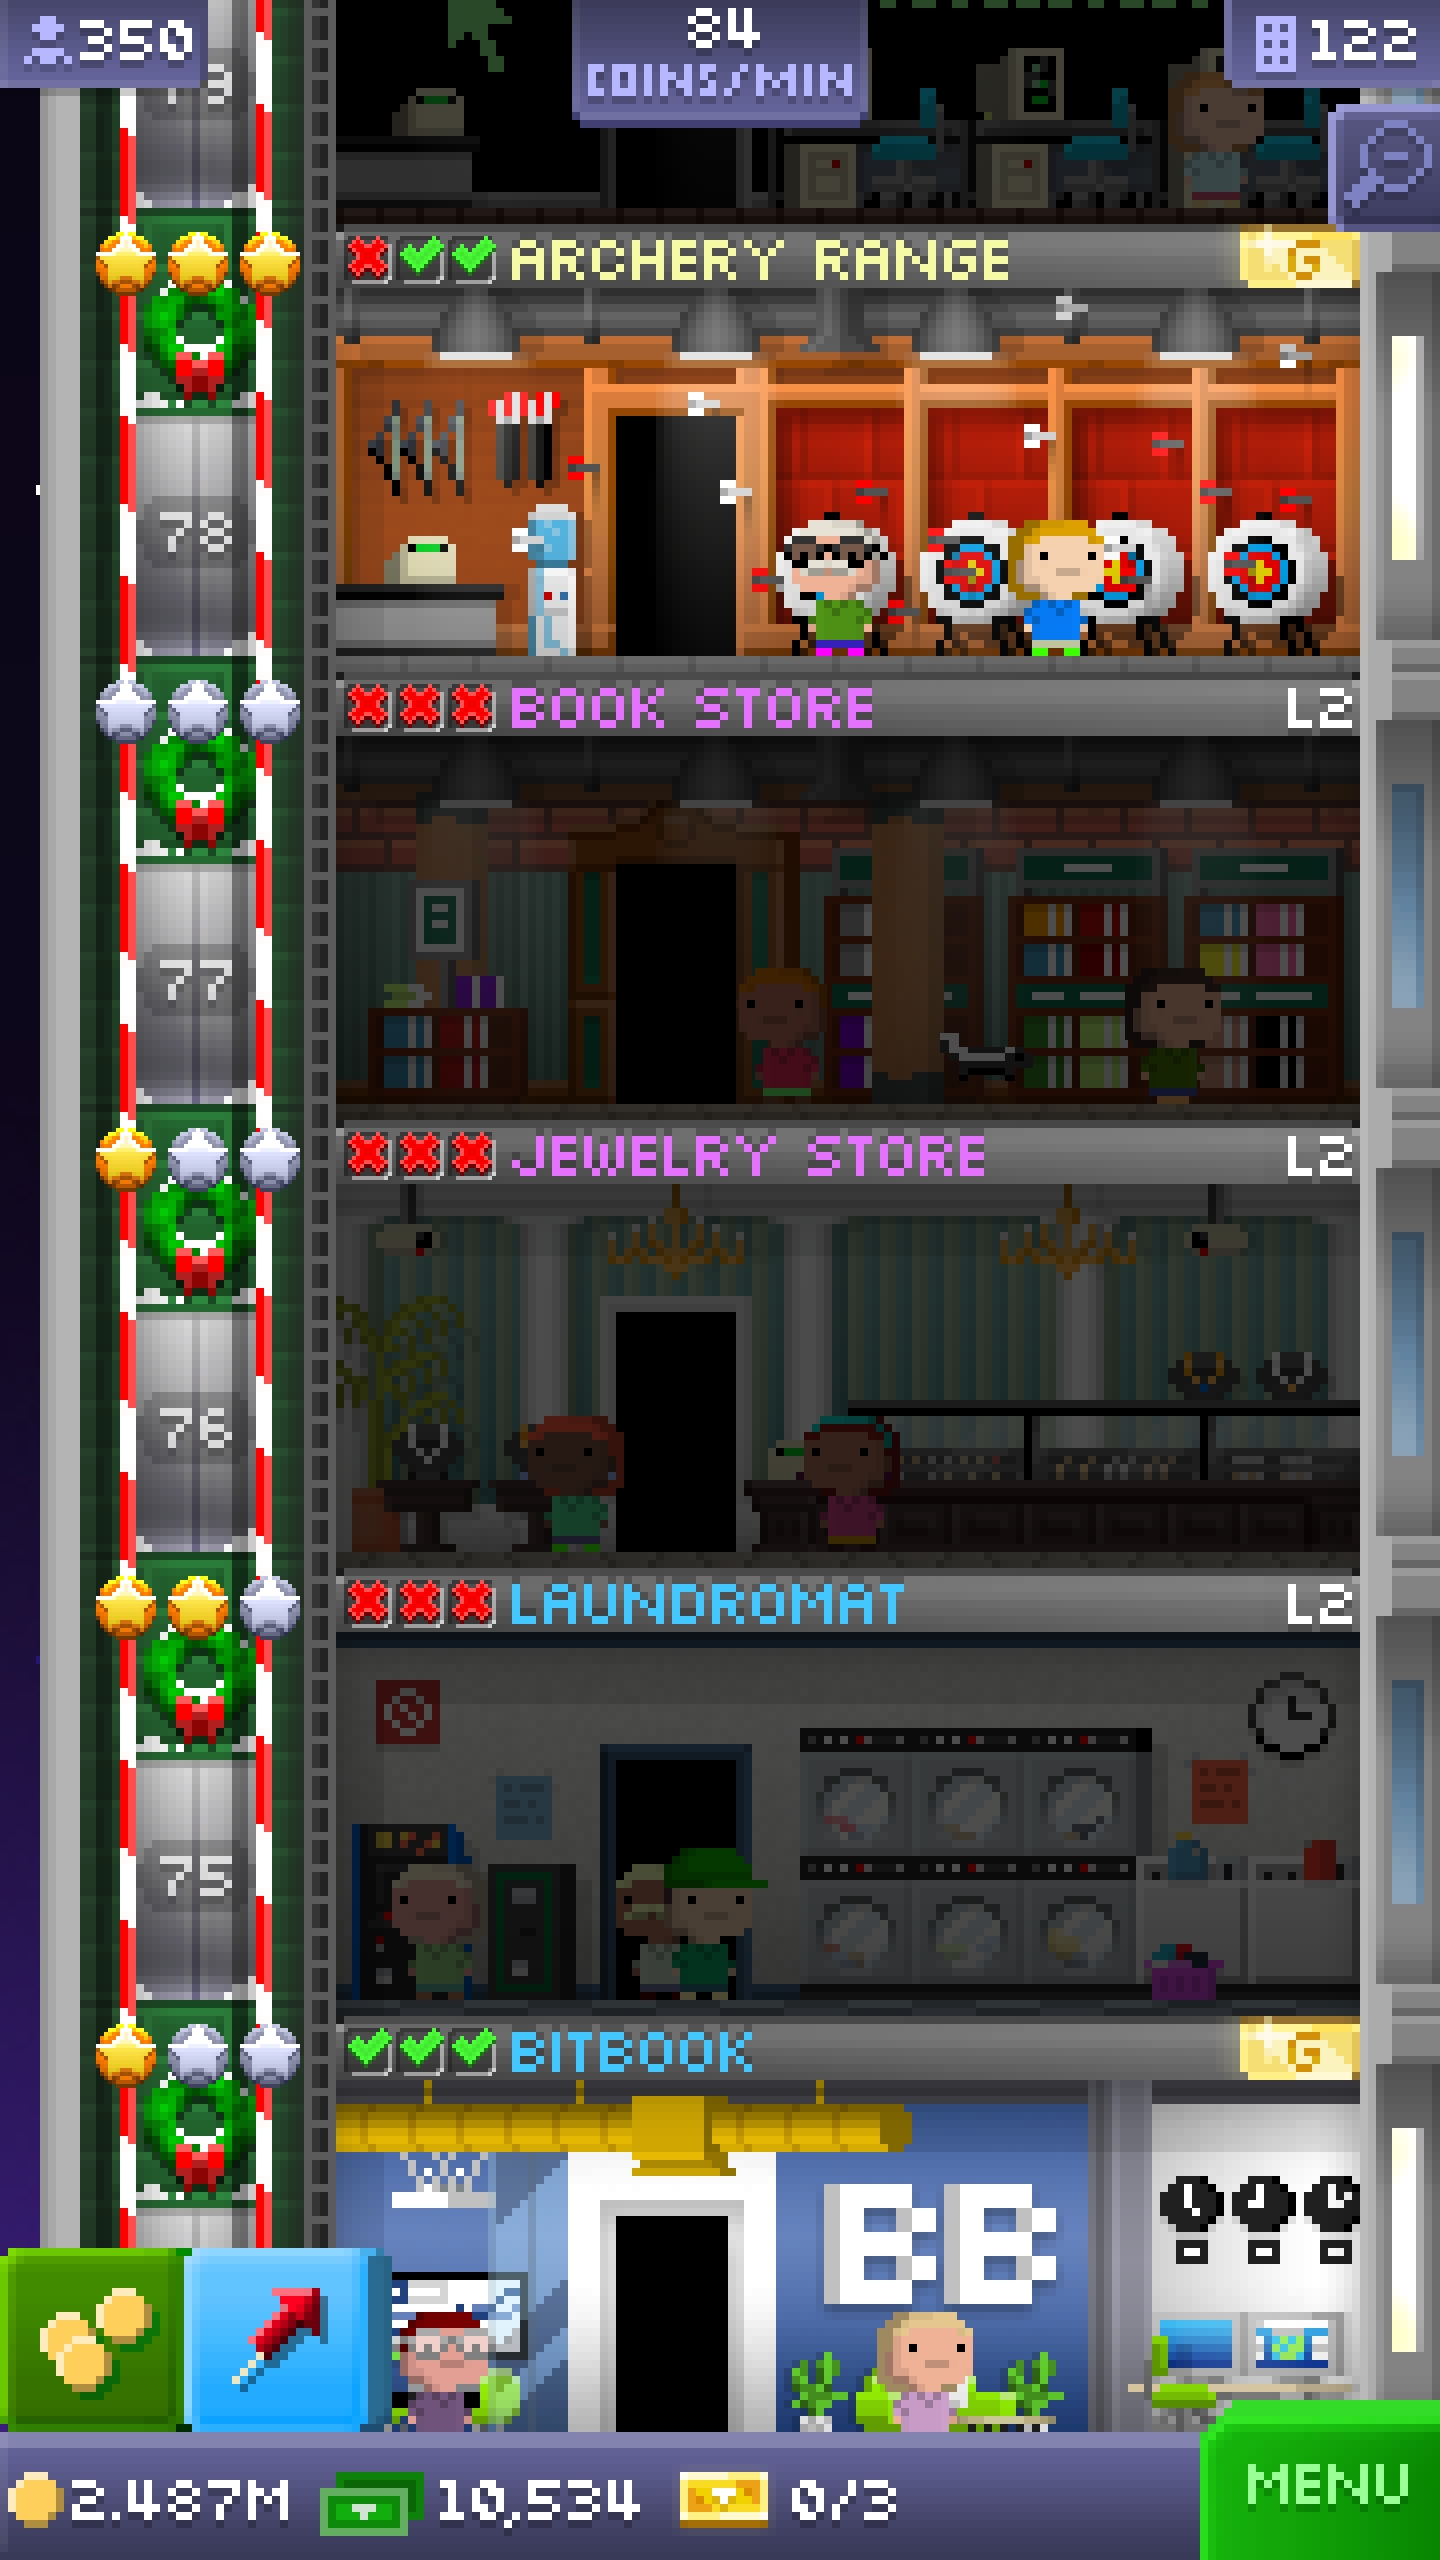 350
84
COINS/MIN
122
ARCHERY RANGE
G
78
BOOK STORE
L2
77
JEWELRY STORE
L2
76
LAUNDROMAT
L2
75
BITBOOK
G
BB
2.487M
10,534
0/3
MENU